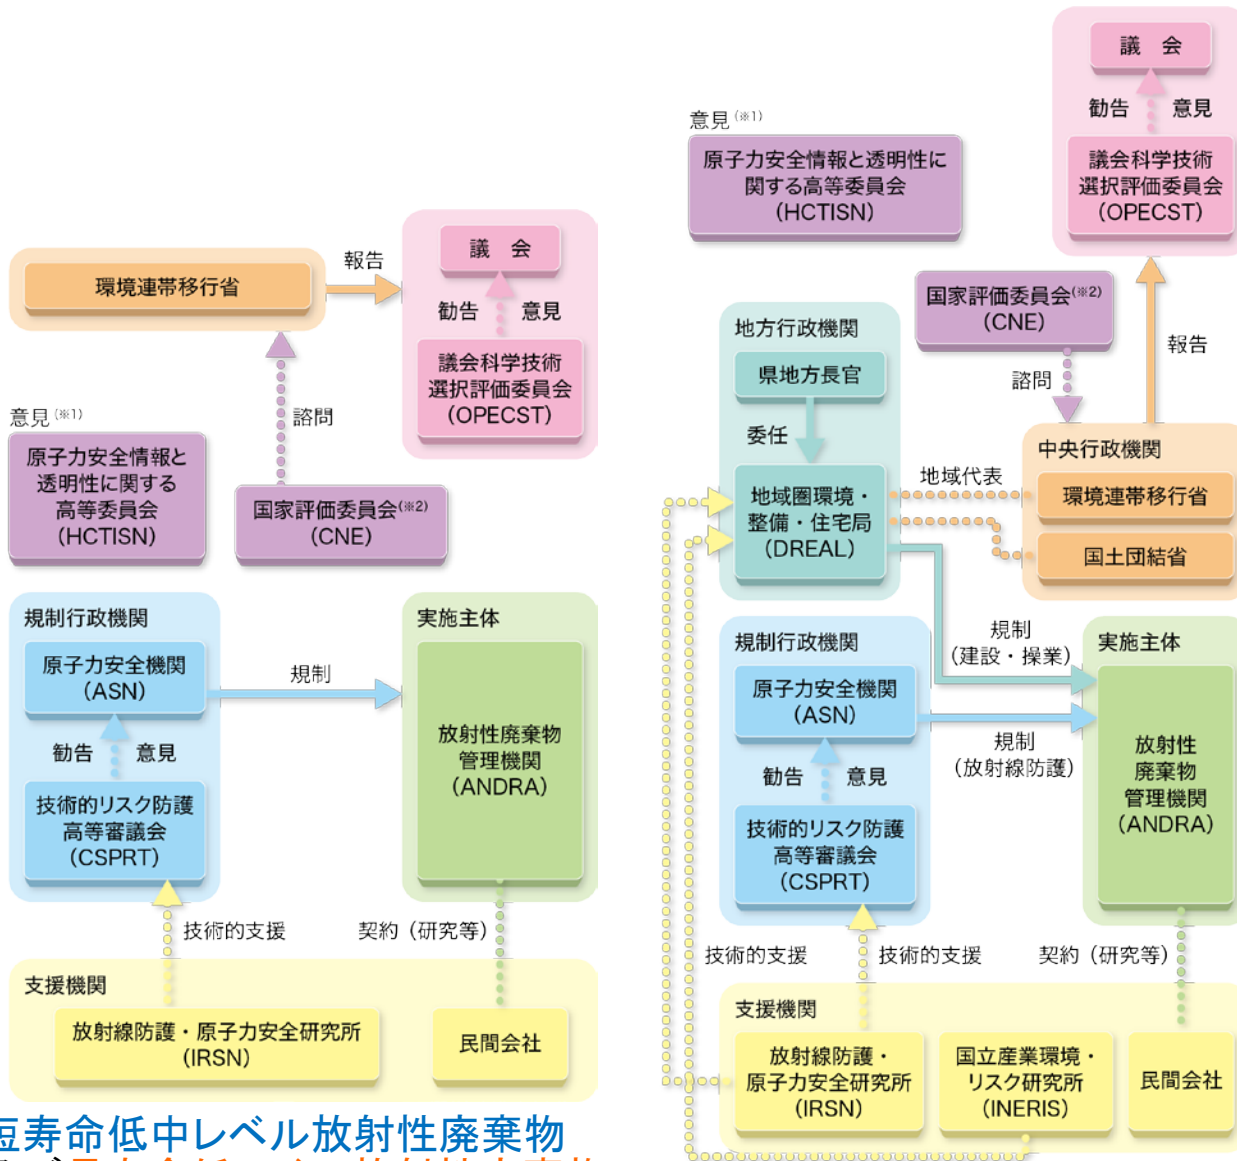 環境連帯移行省
報告
議 会
勧告 意見
議会科学技術
選択評価委員会
(OPECST)
諮問
意見(※1)
原子力安全情報と
透明性に関する
高等委員会
(HCTISN)
国家評価委員会(※2)
(CNE)
規制行政機関
原子力安全機関
(ASN)
勧告 意見
技術的リスク防護
高等審議会
(CSPRT)
規制
実施主体
放射性廃棄物
管理機関
(ANDRA)
技術的支援
契約(研究等)
支援機関
放射線防護・原子力安全研究所
(IRSN)
民間会社
短寿命低中レベル放射性廃棄物
議 会
勧告 意見
議会科学技術
選択評価委員会
(OPECST)
意見(※1)
原子力安全情報と透明性に
関する高等委員会
(HCTISN)
国家評価委員会(※2)
(CNE)
諮問
報告
地方行政機関
県地方長官
委任
地域圏環境・
整備・住宅局
(DREAL)
地域代表
中央行政機関
環境連帯移行省
国土団結省
規制
(建設・操業)
規制行政機関
原子力安全機関
(ASN)
勧告 意見
技術的リスク防護
高等審議会
(CSPRT)
規制
(放射線防護)
実施主体
放射性
廃棄物
管理機関
(ANDRA)
技術的支援
技術的支援
契約(研究等)
支援機関
放射線防護・
原子力安全研究所
(IRSN)
国立産業環境・
リスク研究所
(INERIS)
民間会社